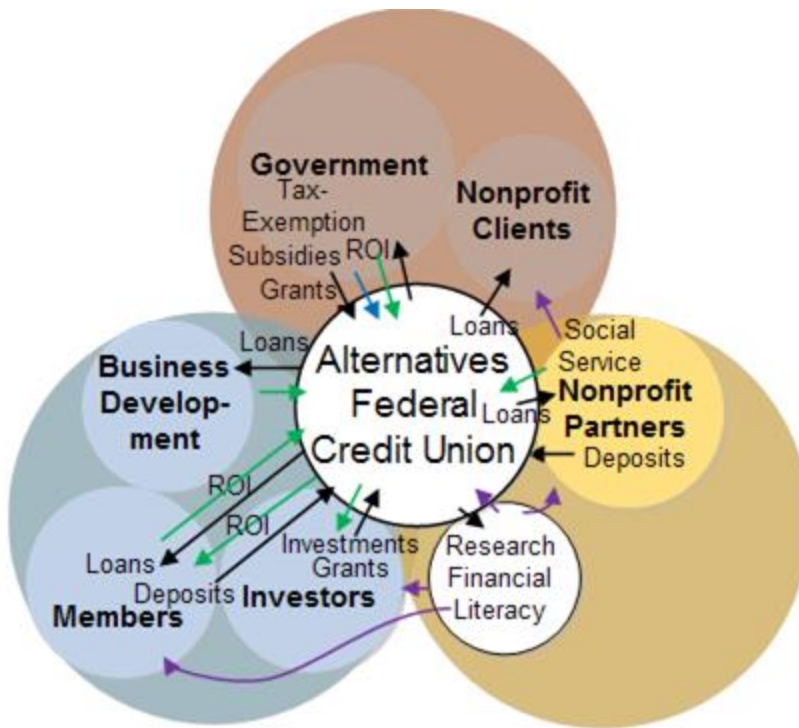 Government
Tax-
Exemption
Subsidies
ROI
Grants
Nonprofit
Clients
Loans
Social
Service
Loans
Business
Develop-
ment
Alternatives
Federal
Credit Union
Loans
Nonprofit
Partners
Deposits
ROI
ROI
Loans
Deposits
Members
Investments
Grants
Investors
Research
Financial
Literacy